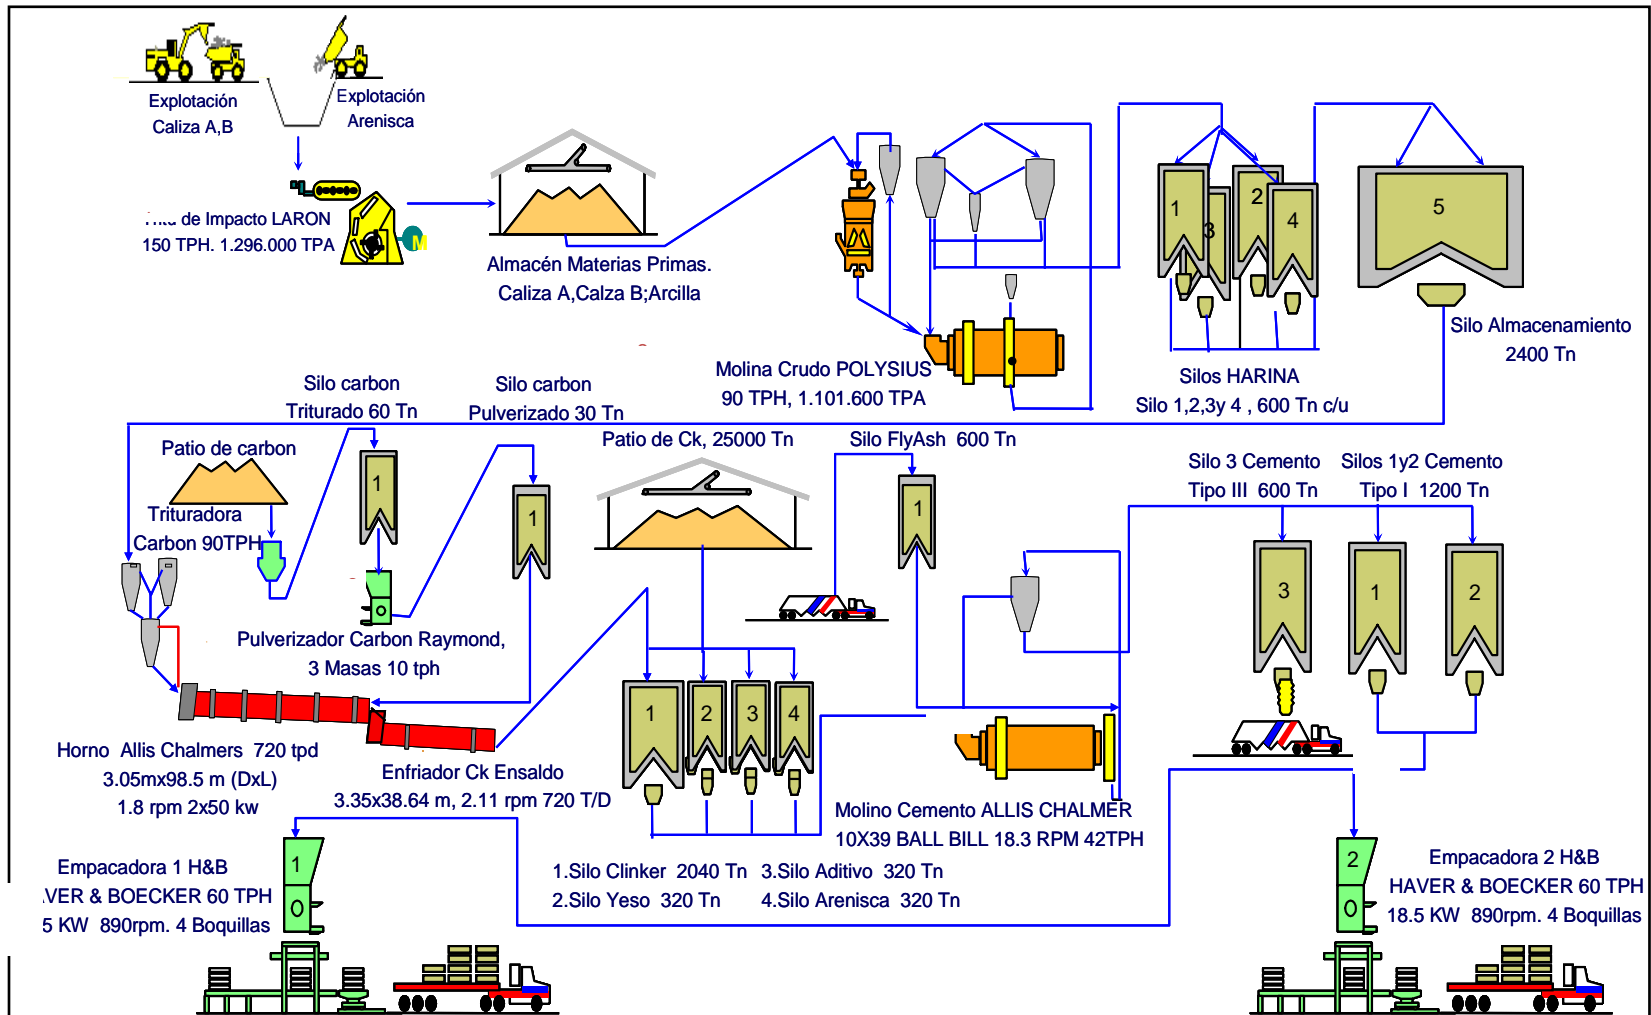 Explotación
Caliza A,B
Explotación
Arenisca
de Impacto LARON
150 TPH. 1.296.000 TPA
M
Almacén Materias Primas.
Caliza A,Calza B;Arcilla
Molina Crudo POLYSIUS
90 TPH, 1.101.600 TPA
1
3
2
4
Silos HARINA
Silo 1,2,3y 4 , 600 Tn c/u
5
Silo Almacenamiento
2400 Tn
Silo carbon
Triturado 60 Tn
Silo carbon
Pulverizado 30 Tn
Patio de carbon
Trituradora
Carbon 90TPH
1
1
Pulverizador Carbon Raymond,
3 Masas 10 tph
Patio de Ck, 25000 Tn
Silo FlyAsh 600 Tn
1
Silo 3 Cemento
Tipo III 600 Tn
Silos 1y2 Cemento
Tipo I 1200 Tn
3
1
2
Horno Allis Chalmers 720 tpd
3.05mx98.5 m (DxL)
1.8 rpm 2x50 kw
Enfriador Ck Ensaldo
3.35x38.64 m, 2.11 rpm 720 T/D
1
2
3
4
Molino Cemento ALLIS CHALMER
10X39 BALL BILL 18.3 RPM 42TPH
1.Silo Clinker 2040 Tn 3.Silo Aditivo 320 Tn
2.Silo Yeso 320 Tn 4.Silo Arenisca 320 Tn
Empacadora 1 H&B
VER & BOECKER 60 TPH
5 KW 890rpm. 4 Boquillas
1
2
Empacadora 2 H&B
HAVER & BOECKER 60 TPH
18.5 KW 890rpm. 4 Boquillas